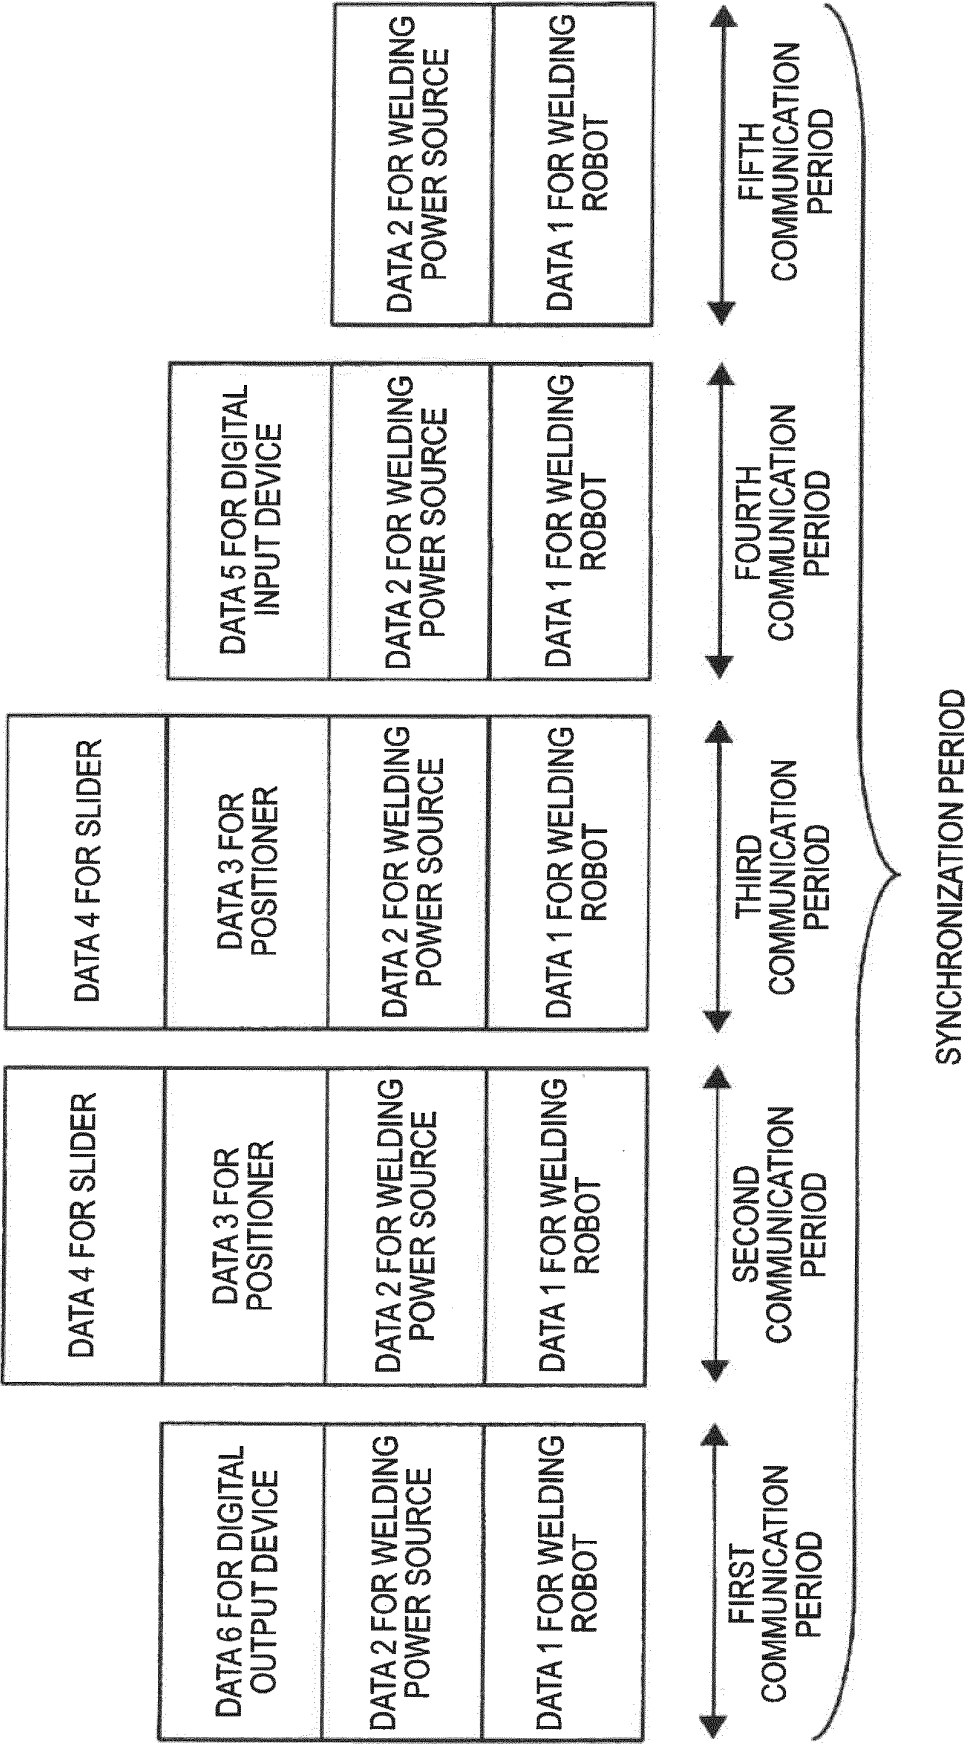 DATA 6 FOR DIGITAL
OUTPUT DEVICE
DATA 2 FOR WELDING
POWER SOURCE
DATA 1 FOR WELDING
ROBOT
FIRST
COMMUNICATION
PERIOD
DATA 4 FOR SLIDER
DATA 3 FOR
POSITIONER
DATA 2 FOR WELDING
POWER SOURCE
DATA 1 FOR WELDING
ROBOT
SECOND
COMMUNICATION
PERIOD
DATA 4 FOR SLIDER
DATA 3 FOR
POSITIONER
DATA 2 FOR WELDING
POWER SOURCE
DATA 1 FOR WELDING
ROBOT
THIRD
COMMUNICATION
PERIOD
DATA 5 FOR DIGITAL
INPUT DEVICE
DATA 2 FOR WELDING
POWER SOURCE
DATA 1 FOR WELDING
ROBOT
FOURTH
COMMUNICATION
PERIOD
DATA 2 FOR WELDING
POWER SOURCE
DATA 1 FOR WELDING
ROBOT
FIFTH
COMMUNICATION
PERIOD
SYNCHRONIZATION PERIOD